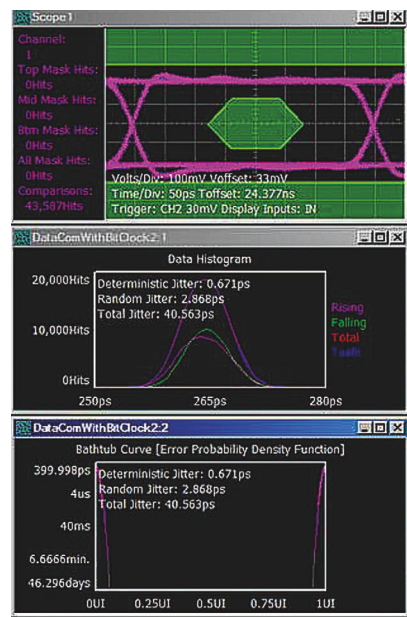 Scope1
Channel:
1
Top Mask Hits:
0Hits
Mid Mask Hits:
0Hits
Btm Mask Hits:
0Hits
All Mask Hits:
0Hits
Comparisons:
43,587Hits
Volts/Div: 100mV Voffset: 33mV
Time/Div: 50ps Toffset: 24.377ns
Trigger: CH2 30mV Display Inputs: IN
DataComWithBitClock2:1
Data Histogram
20,000Hits
10,000Hits
0Hits
Deterministic Jitter: 0.671ps
Random Jitter: 2.868ps
Total Jitter: 40.563ps
Rising
Falling
Total
250ps
265ps
280ps
DataComWithBitClock2:2
Bathtub Curve [Error Probability Density Function]
399.998ps
4us
40ms
6.6666min.
46.296days
Deterministic Jitter: 0.671ps
Random Jitter: 2.868ps
Total Jitter: 40.563ps
0UI
0.25UI
0.5UI
0.75UI
1UI